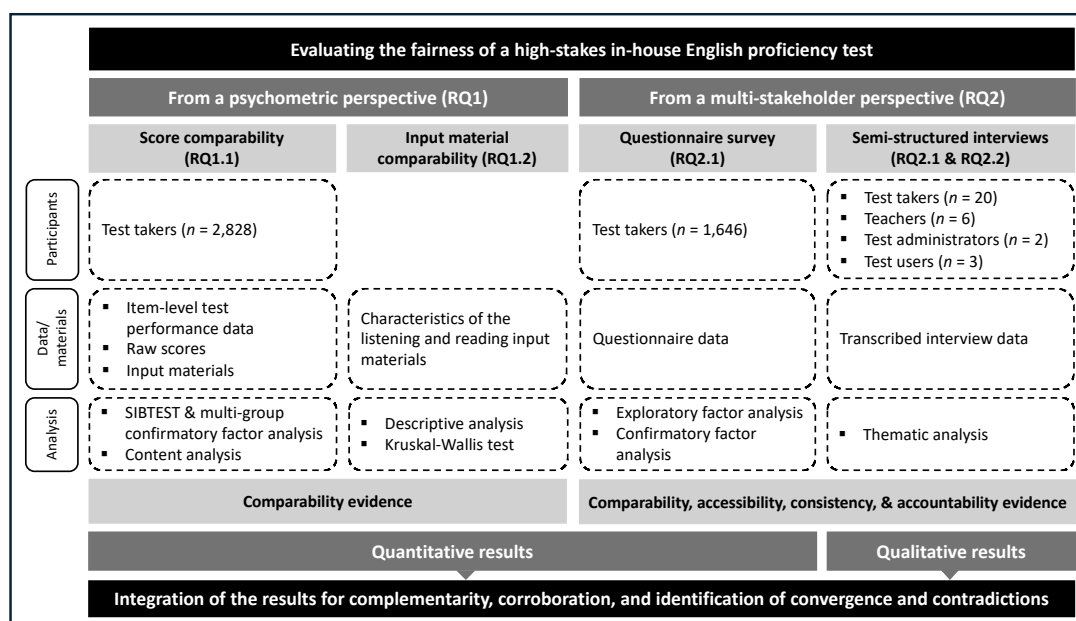 Evaluating the fairness of a high-stakes in-house English proficiency test
From a psychometric perspective (RQ1)
From a multi-stakeholder perspective (RQ2)
Score comparability
(RQ1.1)
Input material
comparability (RQ1.2)
Questionnaire survey
(RQ2.1)
Semi-structured interviews
(RQ2.1 & RQ2.2)
Participants
Test takers (n = 2,828)
Test takers (n = 1,646)
▪ Test takers (n = 20)
▪ Teachers (n = 6)
▪ Test administrators (n = 2)
▪ Test users (n = 3)
Data/
materials
▪ Item-level test
performance data
▪ Raw scores
▪ Input materials
Characteristics of the
listening and reading input
materials
Questionnaire data
Transcribed interview data
Analysis
▪ SIBTEST & multi-group
confirmatory factor analysis
▪ Content analysis
▪ Descriptive analysis
▪ Kruskal-Wallis test
▪ Exploratory factor analysis
▪ Confirmatory factor
analysis
▪ Thematic analysis
Comparability evidence
Comparability, accessibility, consistency, & accountability evidence
Quantitative results
Qualitative results
Integration of the results for complementarity, corroboration, and identification of convergence and contradictions